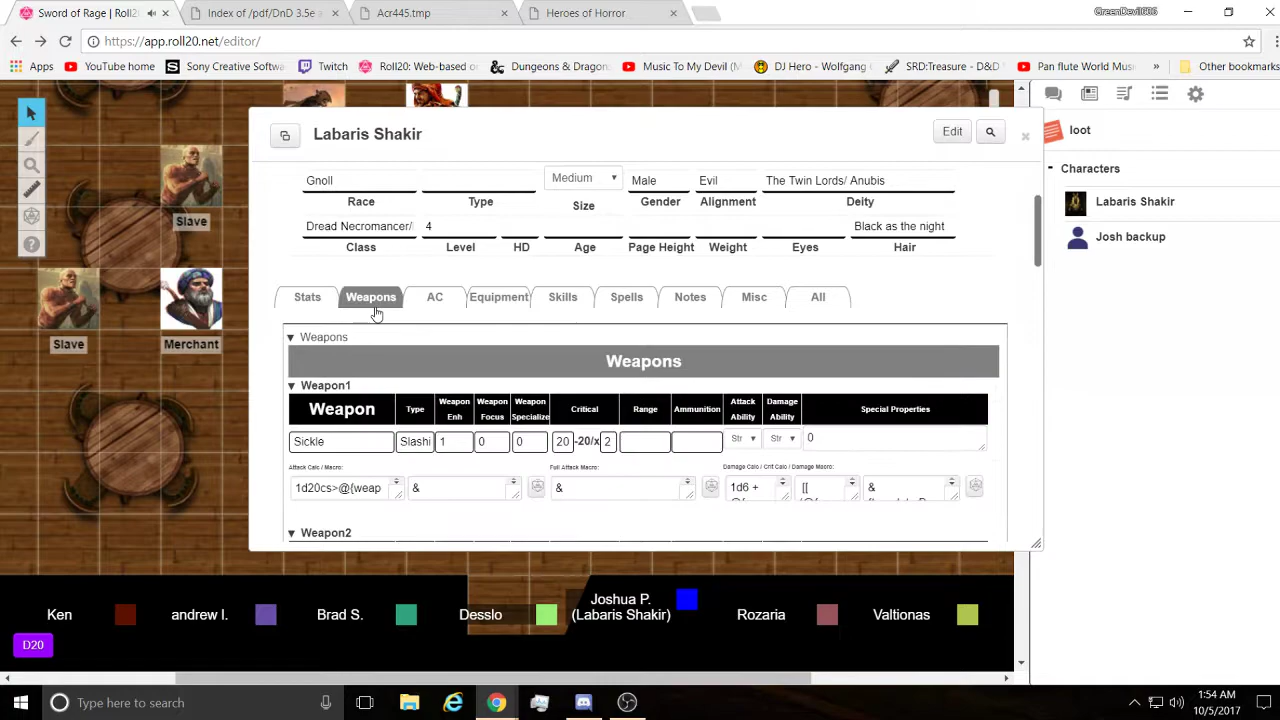 Sword of Rage | Roll2
Index of /pdf/DnD 3.5e
Acr445.tmp
Heroes of Horror
GreenDevil686
https://app.roll20.net/editor/
Apps
YouTube home
Sony Creative Softwa
Twitch
Roll20: Web-based or
Dungeons & Dragon
Music To My Devil (M
DJ Hero - Wolfgang
SRD:Treasure - D&D
Pan flute World Mus
»
Other bookmarks
Labaris Shakir
Edit
loot
Characters
Labaris Shakir
Josh backup
Gnoll
Medium
Male
Evil
The Twin Lords/ Anubis
Race
Type
Size
Gender
Alignment
Deity
Dread Necromancer/
4
Black as the night
Class
Level
HD
Age
Page Height
Weight
Eyes
Hair
Stats
Weapons
AC
Equipment
Skills
Spells
Notes
Misc
All
Weapons
Weapons
Weapon1
Weapon
Type
Weapon Enh
Weapon Focus
Weapon Specialize
Critical
Range
Ammunition
Attack Ability
Damage Ability
Special Properties
Sickle
Slashi
1
0
0
20
-20/x
2
Str
Str
0
Attack Calc / Macro:
Full Attack Macro:
Damage Calc / Crit Calc / Damage Macro:
1d20cs>@{weap
&
&
1d6 +
[[
&
Weapon2
Slave
Slave
Merchant
Ken
andrew l.
Brad S.
Desslo
Joshua P.
(Labaris Shakir)
Rozaria
Valtionas
D20
Type here to search
1:54 AM
10/5/2017